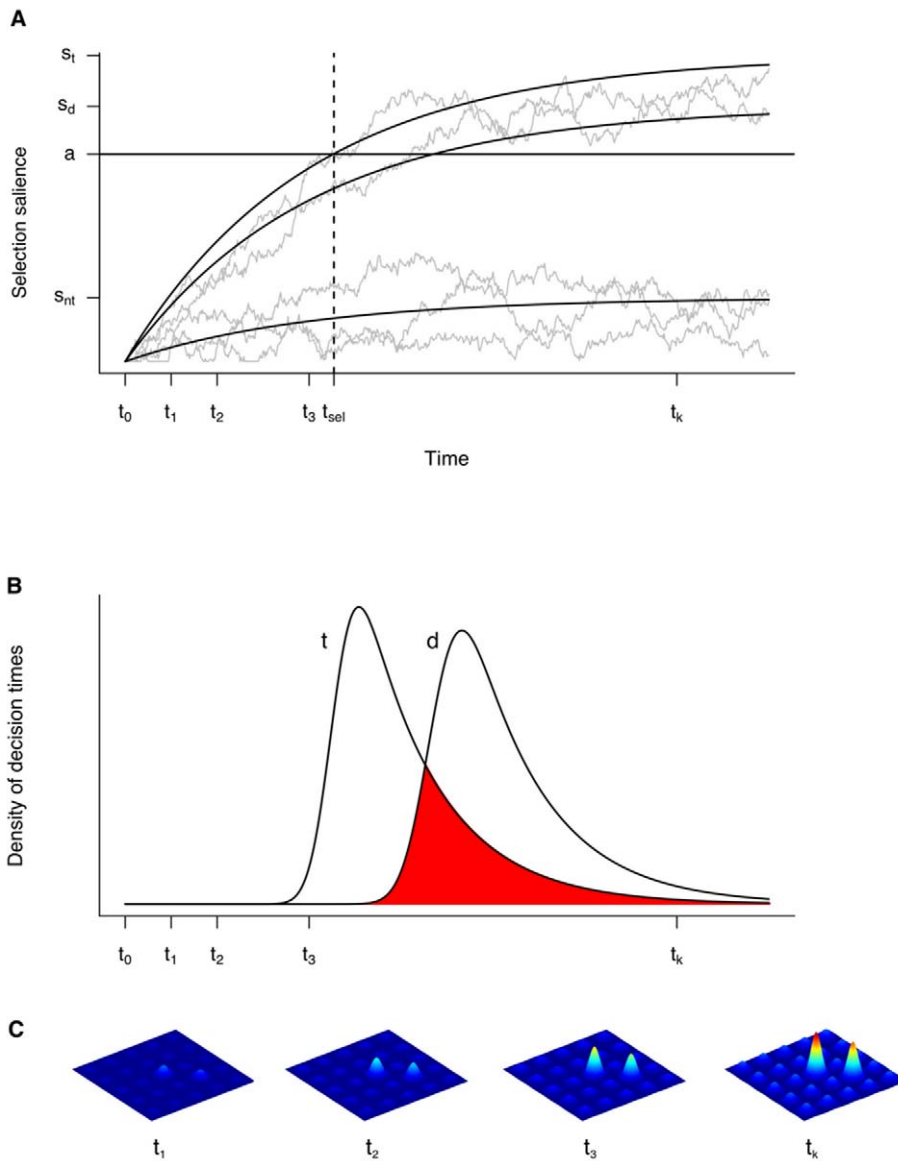 A
Selection salience
sₜ
s_d
a
sₙₜ
t₀ t₁ t₂ t₃ tₛₑₗ tₖ
Time
B
Density of decision times
t d
t₀ t₁ t₂ t₃ tₖ
C
t₁ t₂ t₃ tₖ